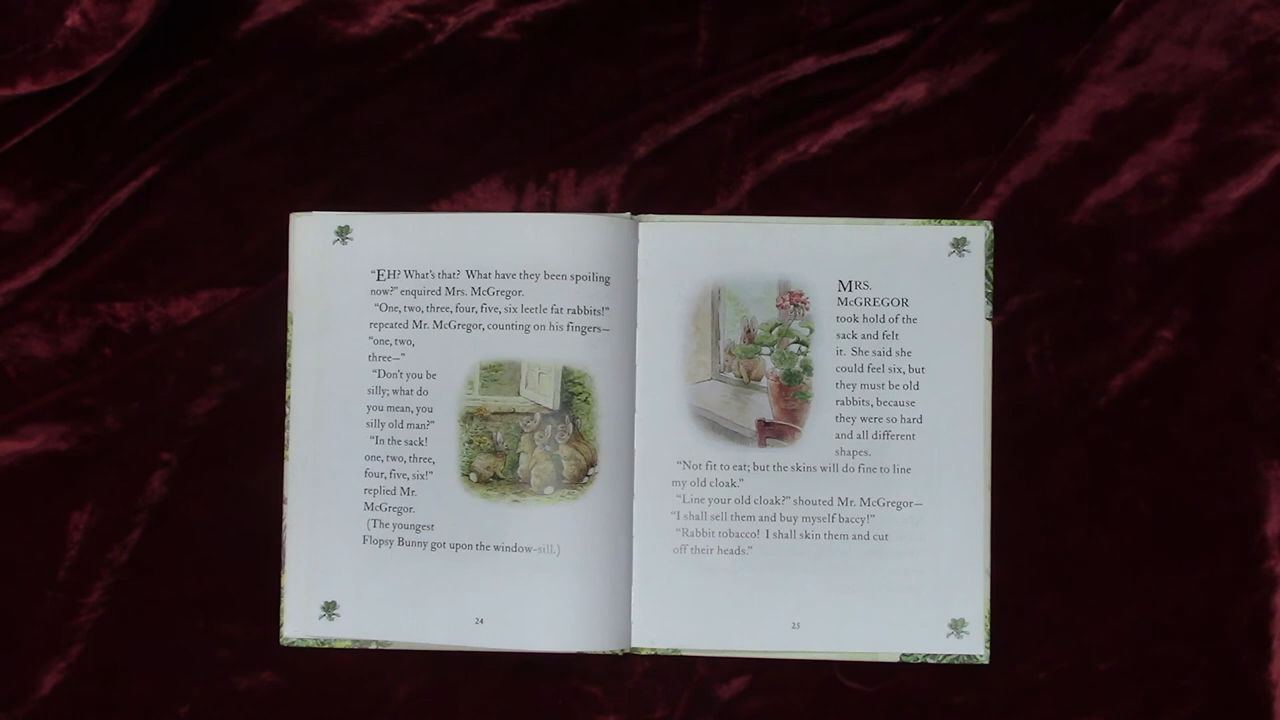 “EH? What’s that? What have they been spoiling
now?” enquired Mrs. McGregor.
“One, two, three, four, five, six leetle fat rabbits!”
repeated Mr. McGregor, counting on his fingers—
“one, two,
three—”
“Don’t you be
silly; what do
you mean, you
silly old man?”
“In the sack!
one, two, three,
four, five, six!”
replied Mr.
McGregor.
(The youngest
Flopsy Bunny got upon the window-sill.)
24
MRS.
McGREGOR
took hold of the
sack and felt
it. She said she
could feel six, but
they must be old
rabbits, because
they were so hard
and all different
shapes.
“Not fit to eat; but the skins will do fine to line
my old cloak.”
“Line your old cloak?” shouted Mr. McGregor—
“I shall sell them and buy myself baccy!”
“Rabbit tobacco! I shall skin them and cut
off their heads.”
25